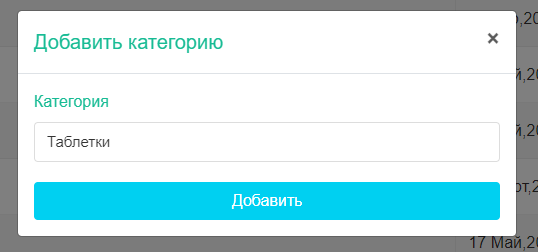 Добавить категорию
×
Категория
Таблетки
Добавить
17 Май,20